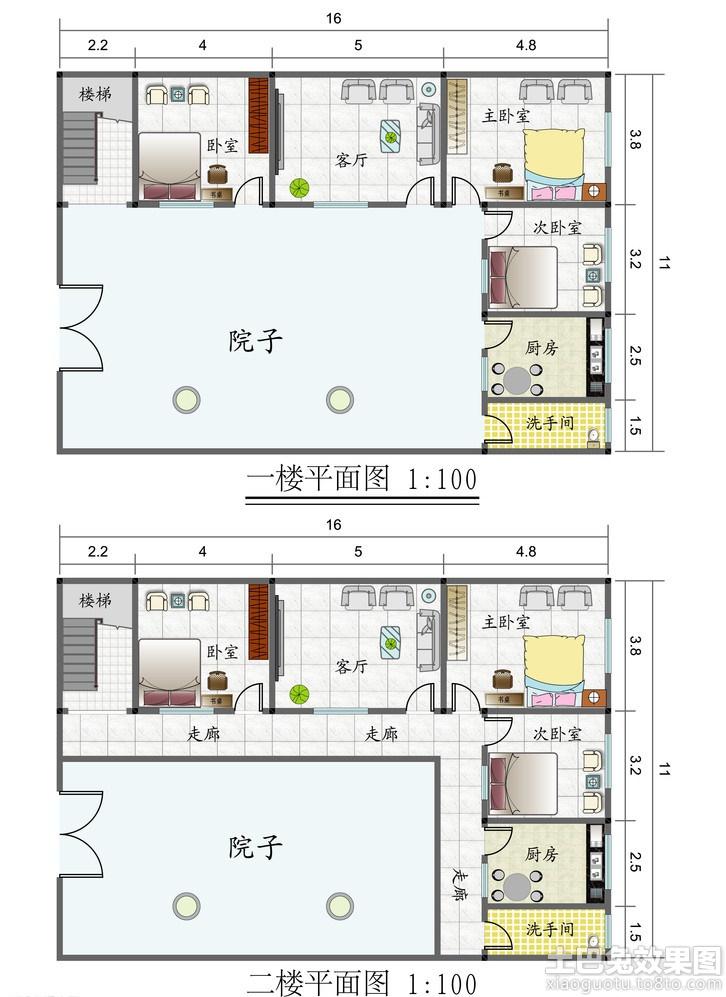 16
2.2 4 5 4.8
楼梯
卧室
书桌
客厅
主卧室
书桌
3.8
次卧室
3.2
11
院子
厨房
2.5
洗手间
1.5
一楼平面图 1:100
16
2.2 4 5 4.8
楼梯
卧室
书桌
客厅
主卧室
书桌
3.8
走廊
走廊
次卧室
3.2
11
院子
厨房
2.5
走廊
洗手间
1.5
二楼平面图 1:100
土巴兔效果图
xiaoguotu.to8to.com